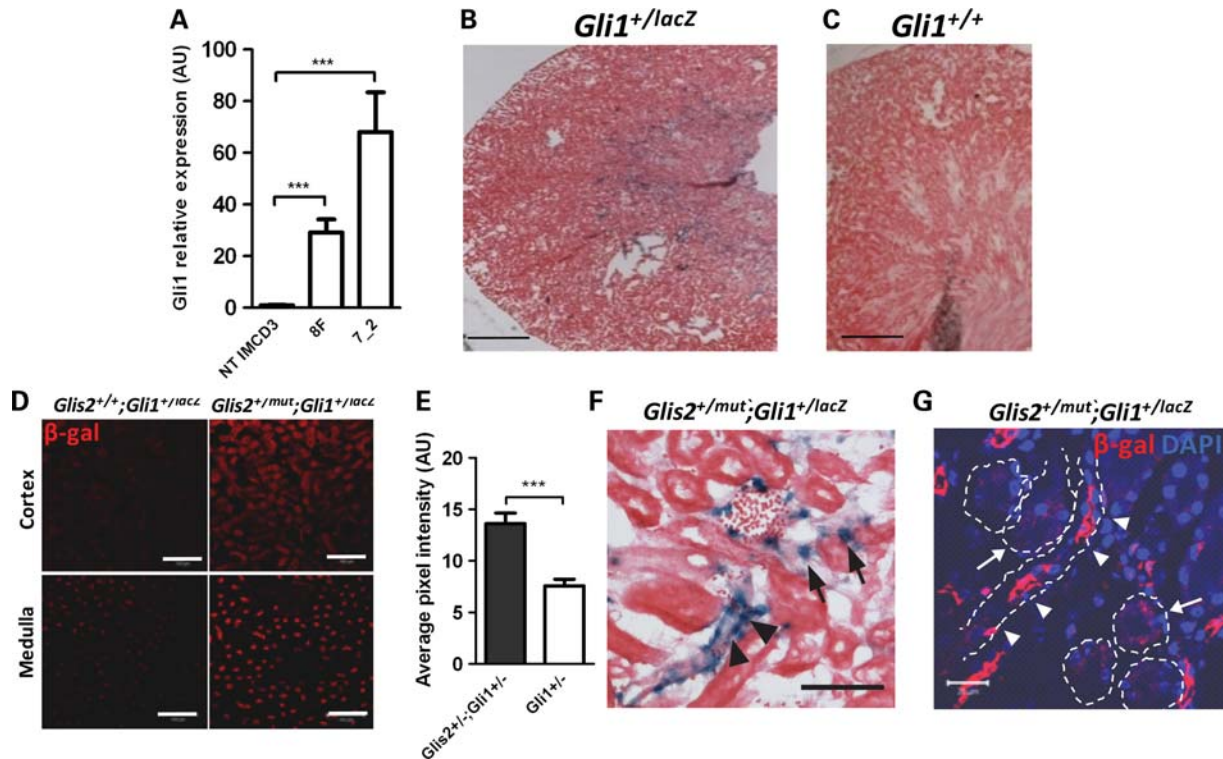 A
Gli1 relative expression (AU)
100
80
60
40
20
0
***
***
NT IMCD3
8F
7_2
B
Gli1+/lacZ
C
Gli1+/+
D
Glis2+/+;Gli1+/lacZ
Glis2+/mut;Gli1+/lacZ
β-gal
Cortex
Medulla
E
Average pixel intensity (AU)
20
15
10
5
0
***
Glis2+/-;Gli1+/-
Gli1+/-
F
Glis2+/mut;Gli1+/lacZ
G
Glis2+/mut;Gli1+/lacZ
β-gal DAPI